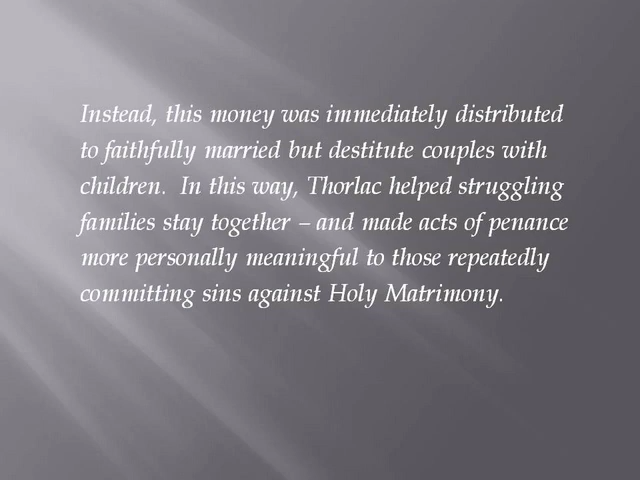 Instead, this money was immediately distributed
to faithfully married but destitute couples with
children.  In this way, Thorlac helped struggling
families stay together – and made acts of penance
more personally meaningful to those repeatedly
committing sins against Holy Matrimony.